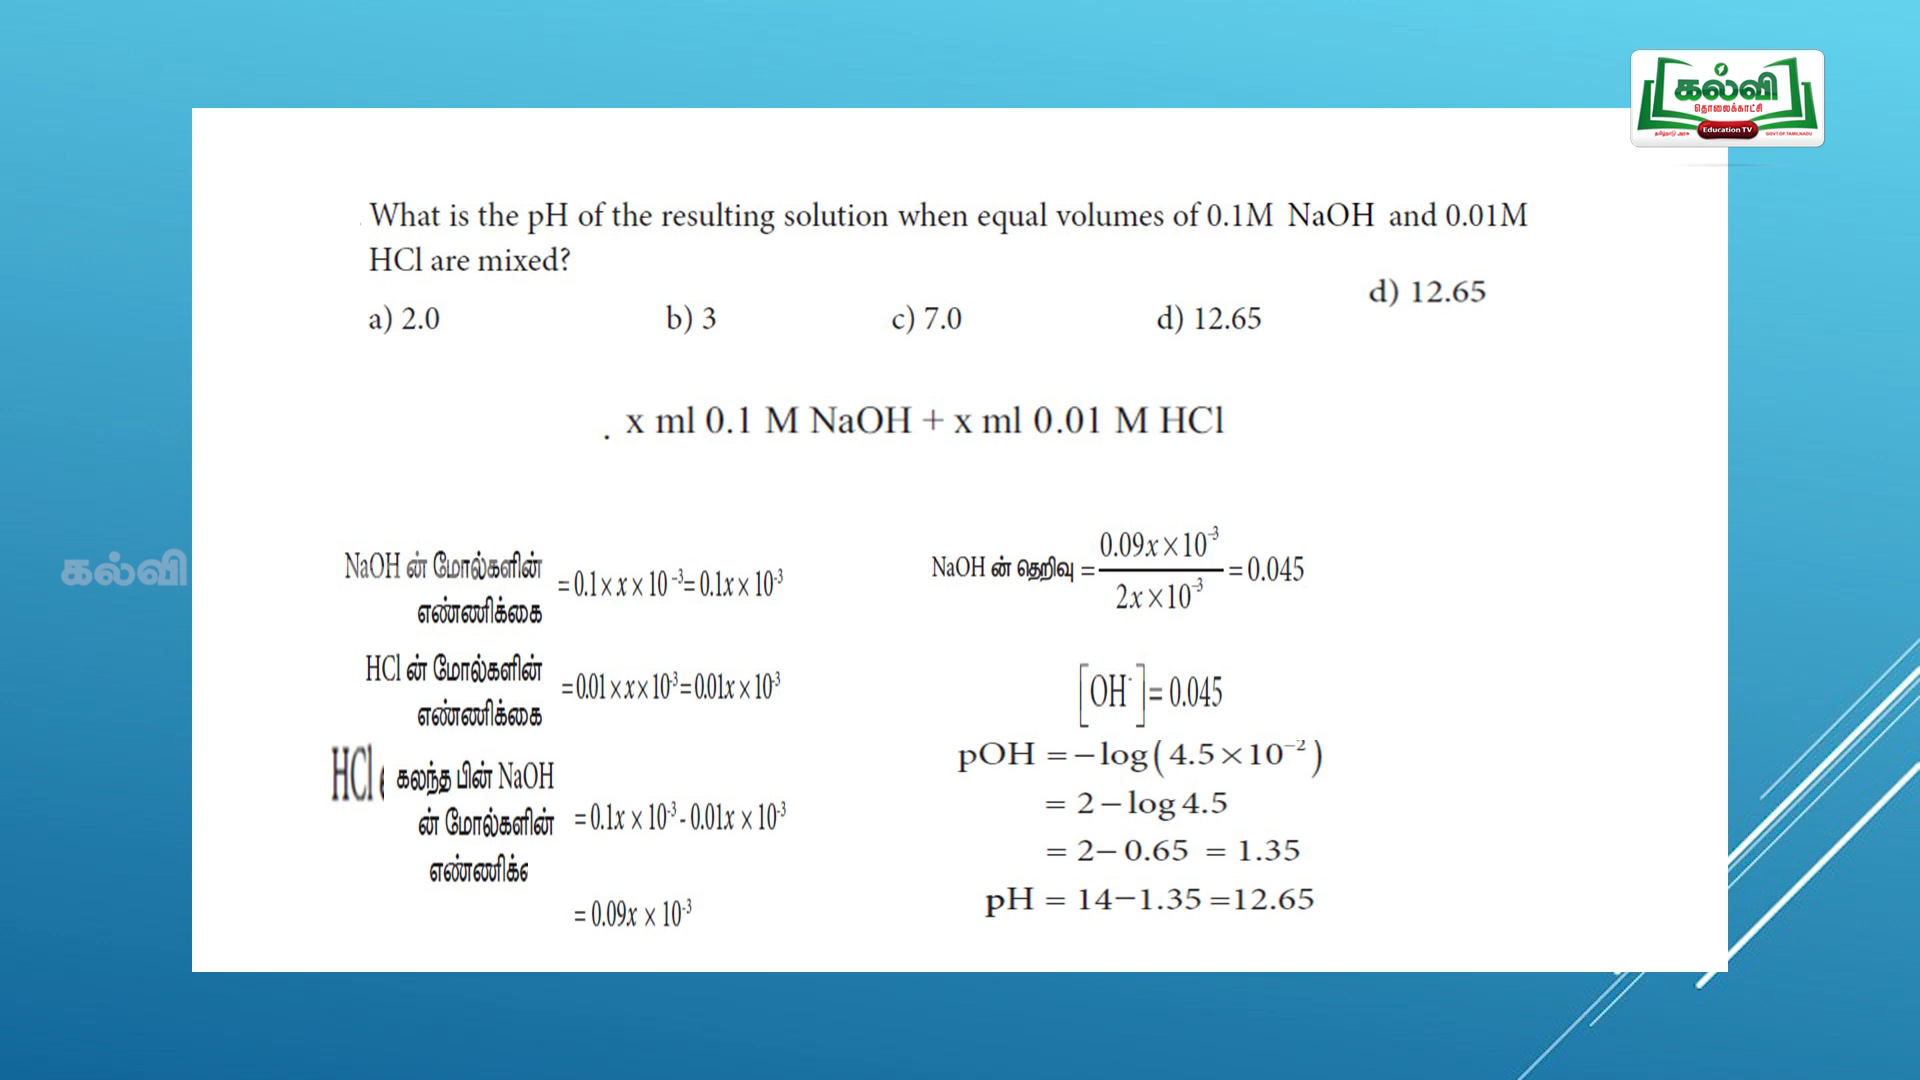 கல்வி
தொலைக்காட்சி
தமிழ்நாடு அரசு Education TV GOVT.OF TAMILNADU
What is the pH of the resulting solution when equal volumes of 0.1M NaOH and 0.01M
HCl are mixed?
d) 12.65
a) 2.0 b) 3 c) 7.0 d) 12.65
. x ml 0.1 M NaOH + x ml 0.01 M HCl
கல்வி
NaOH ன் மோல்களின்
எண்ணிக்கை
= 0.1 × x × 10⁻³ = 0.1x × 10⁻³
HCl ன் மோல்களின்
எண்ணிக்கை
= 0.01 × x × 10⁻³ = 0.01x × 10⁻³
HCl கலந்த பின் NaOH
ன் மோல்களின்
= 0.1x × 10⁻³ - 0.01x × 10⁻³
= 0.09x × 10⁻³
NaOH ன் செறிவு = 0.09x × 10⁻³ / 2x × 10⁻³ = 0.045
[OH⁻] = 0.045
pOH = − log ( 4.5 × 10⁻² )
= 2 − log 4.5
= 2 − 0.65 = 1.35
pH = 14 − 1.35 = 12.65